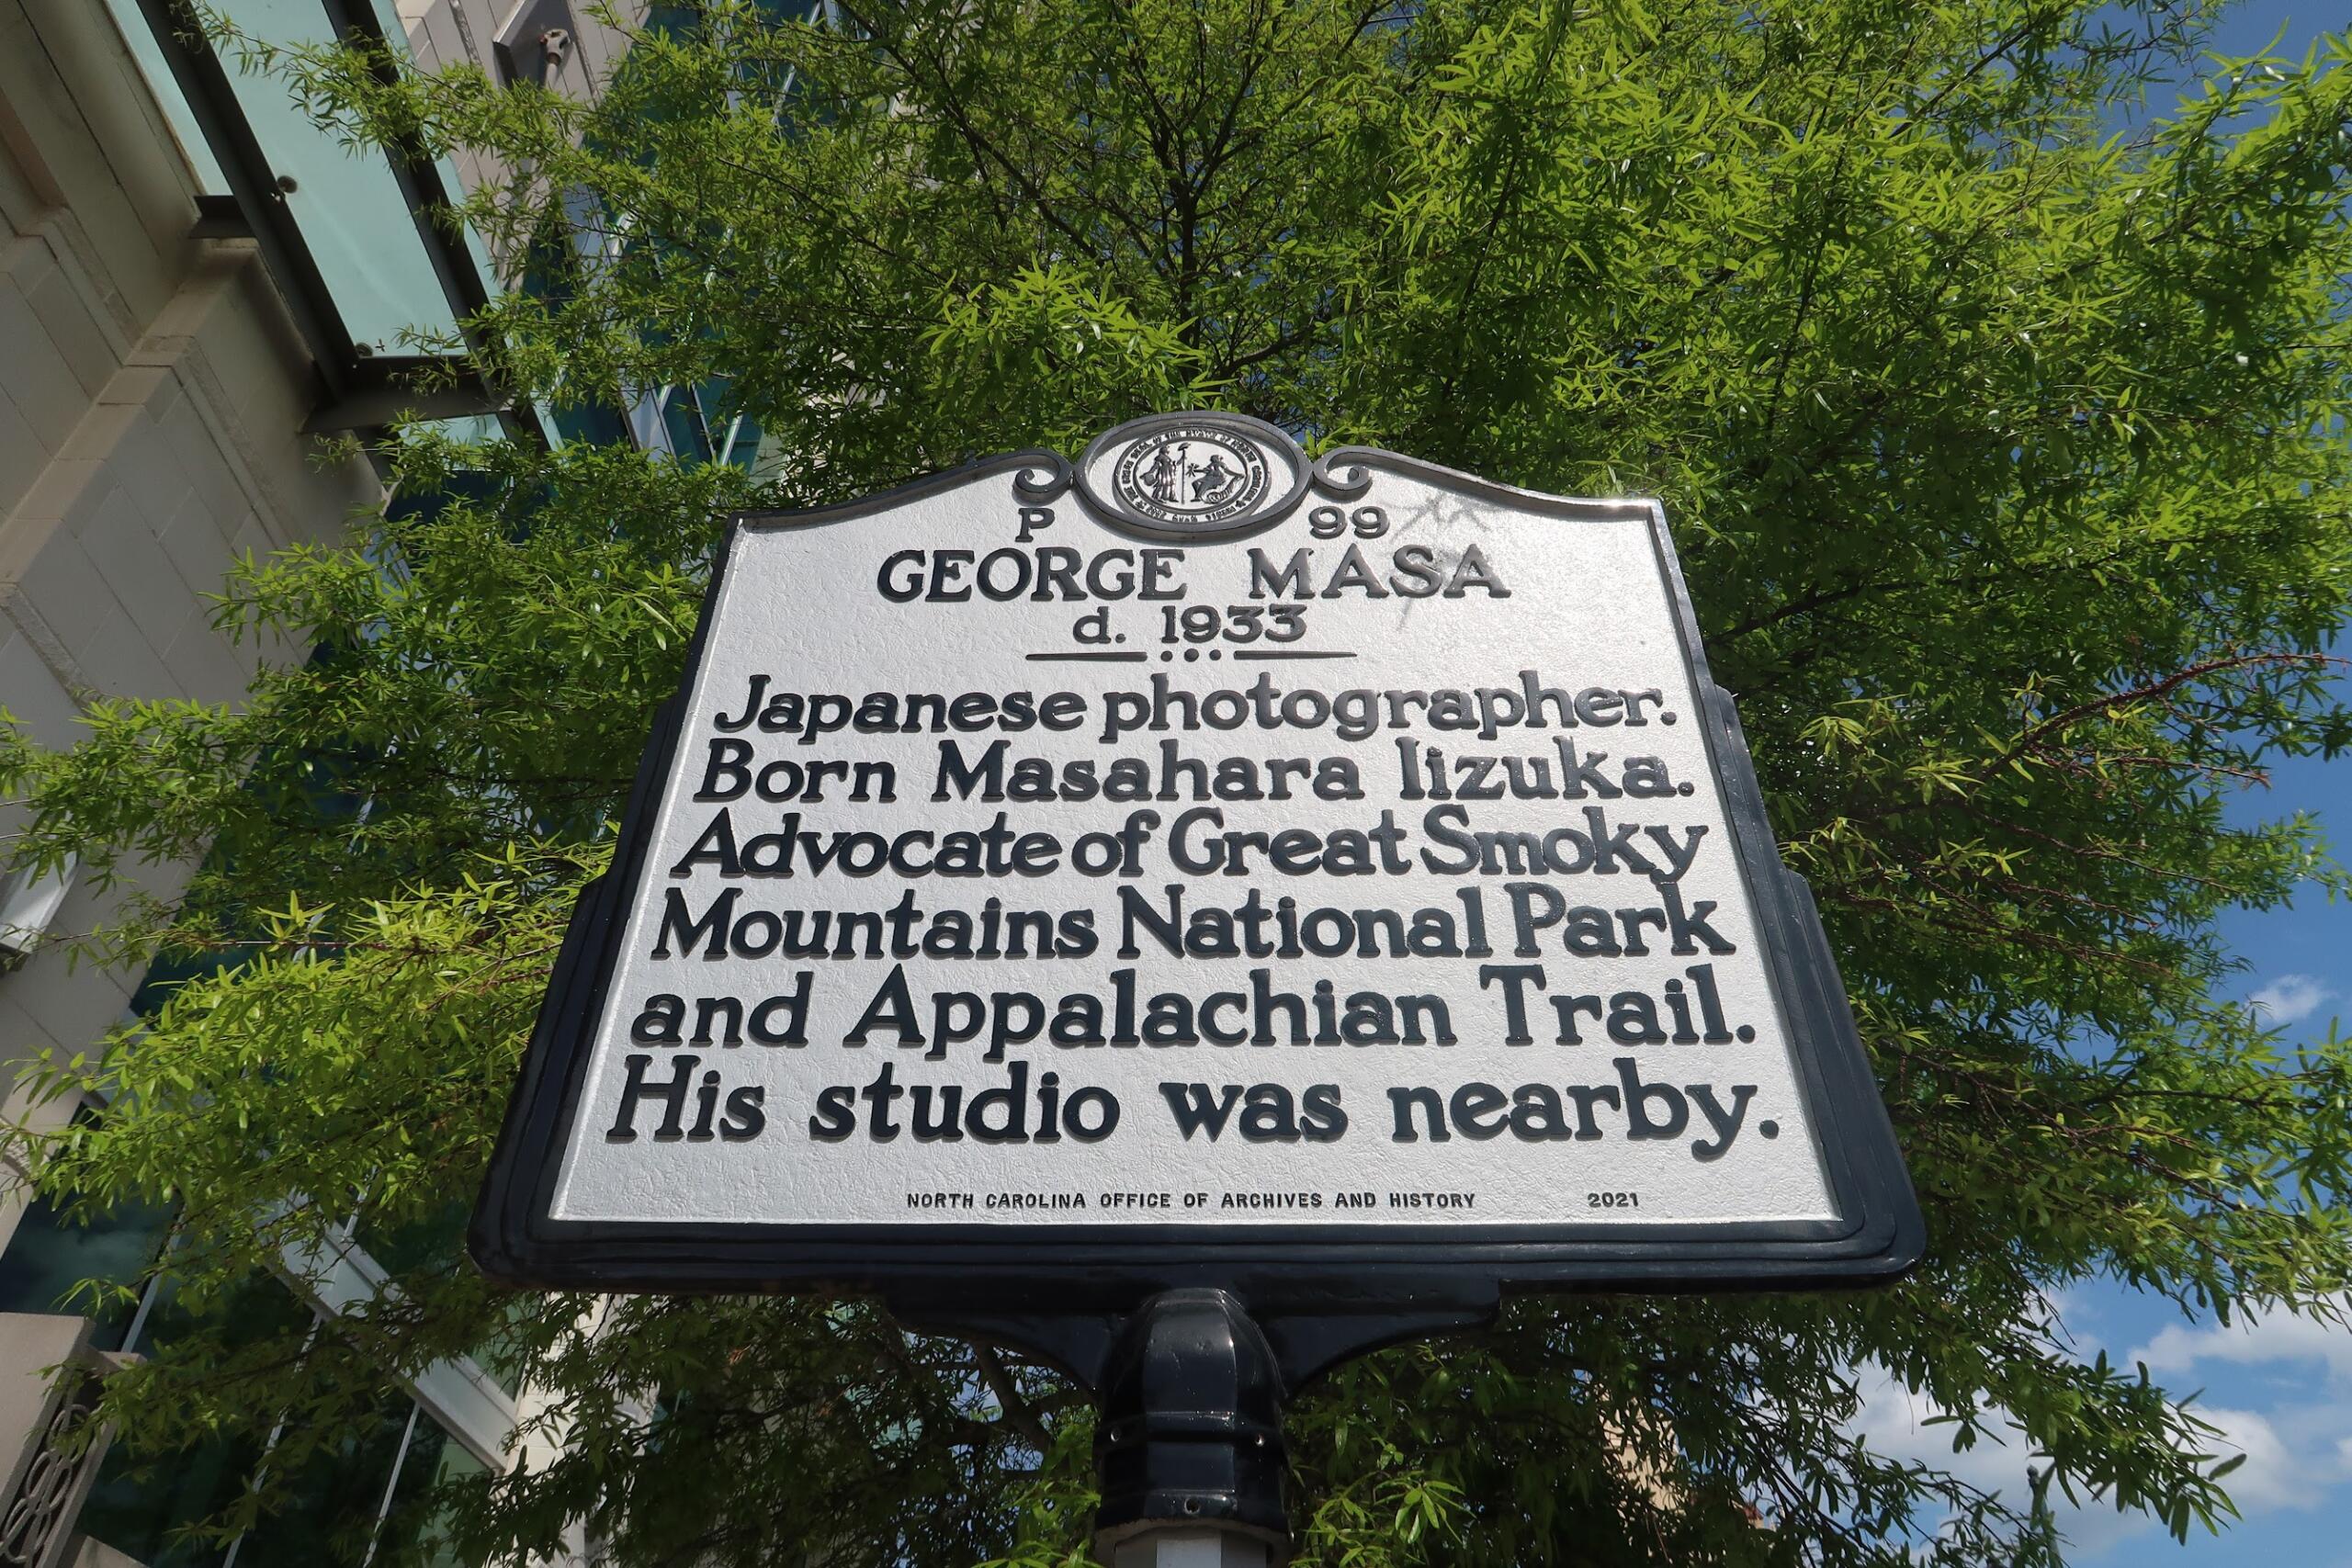 P 99
GEORGE MASA
d. 1933
Japanese photographer.
Born Masahara Iizuka.
Advocate of Great Smoky
Mountains National Park
and Appalachian Trail.
His studio was nearby.
NORTH CAROLINA OFFICE OF ARCHIVES AND HISTORY 2021